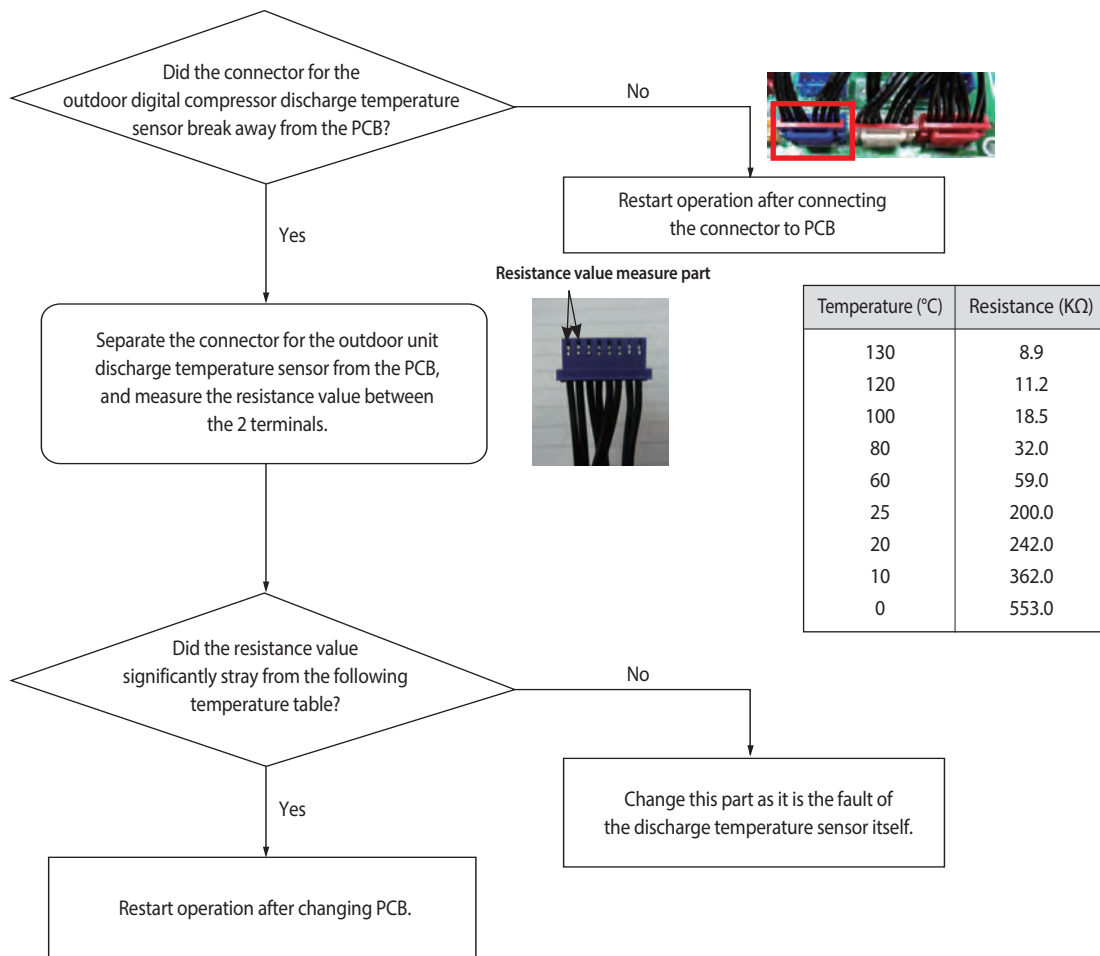 Did the connector for the
outdoor digital compressor discharge temperature
sensor break away from the PCB?
No
Restart operation after connecting
the connector to PCB
Yes
Resistance value measure part
Separate the connector for the outdoor unit
discharge temperature sensor from the PCB,
and measure the resistance value between
the 2 terminals.
Temperature (°C) Resistance (KΩ)
130 8.9
120 11.2
100 18.5
80 32.0
60 59.0
25 200.0
20 242.0
10 362.0
0 553.0
Did the resistance value
significantly stray from the following
temperature table?
No
Change this part as it is the fault of
the discharge temperature sensor itself.
Yes
Restart operation after changing PCB.